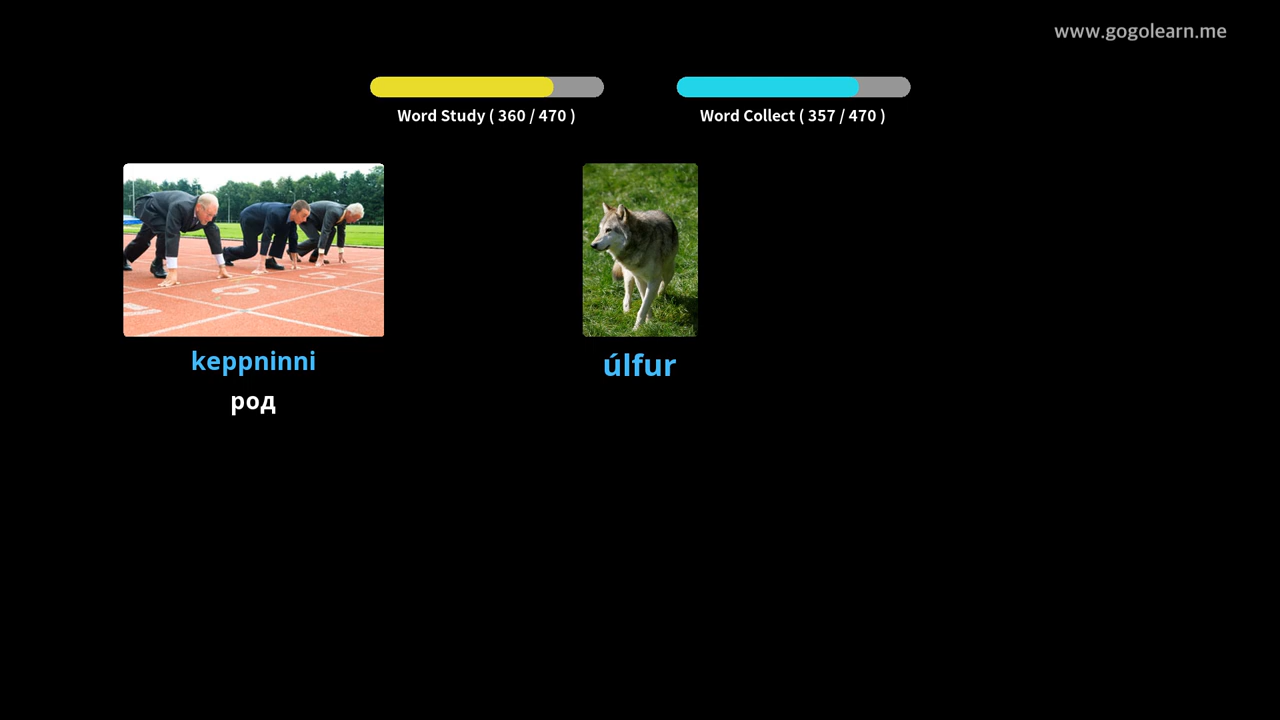 www.gogolearn.me
Word Study ( 360 / 470 )
Word Collect ( 357 / 470 )
keppninni
род
úlfur